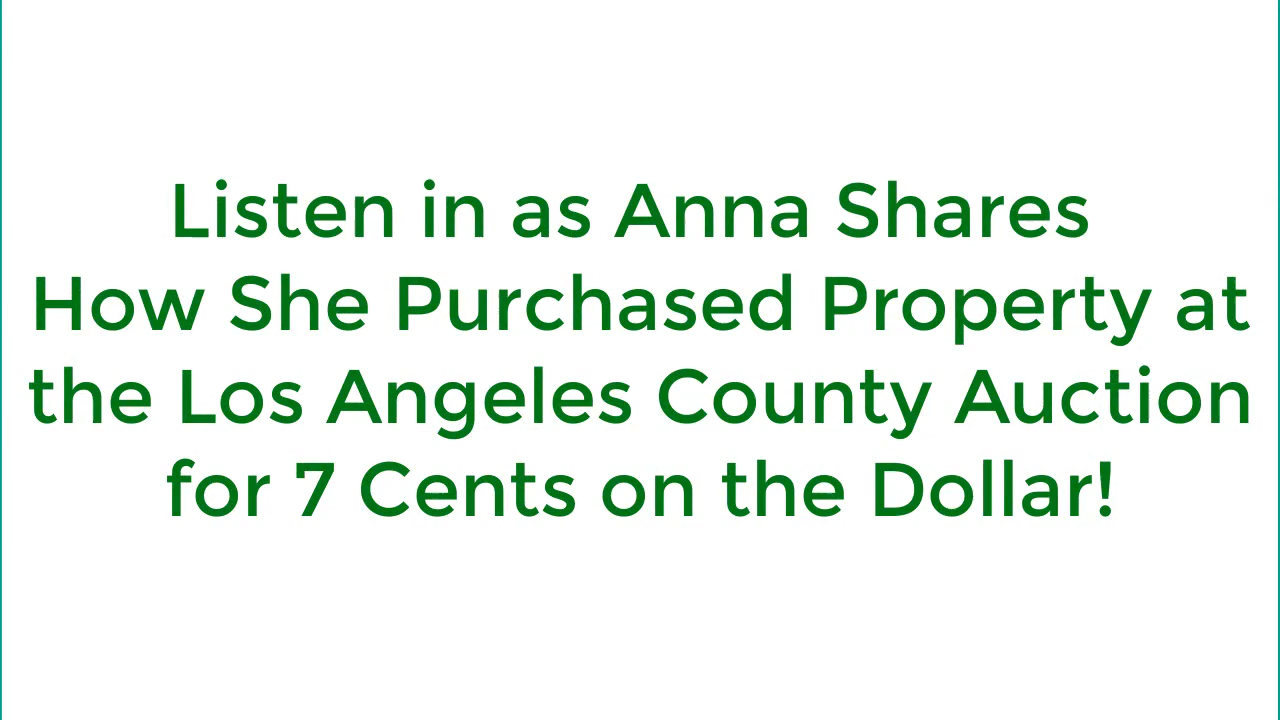 Listen in as Anna Shares
How She Purchased Property at
the Los Angeles County Auction
for 7 Cents on the Dollar!